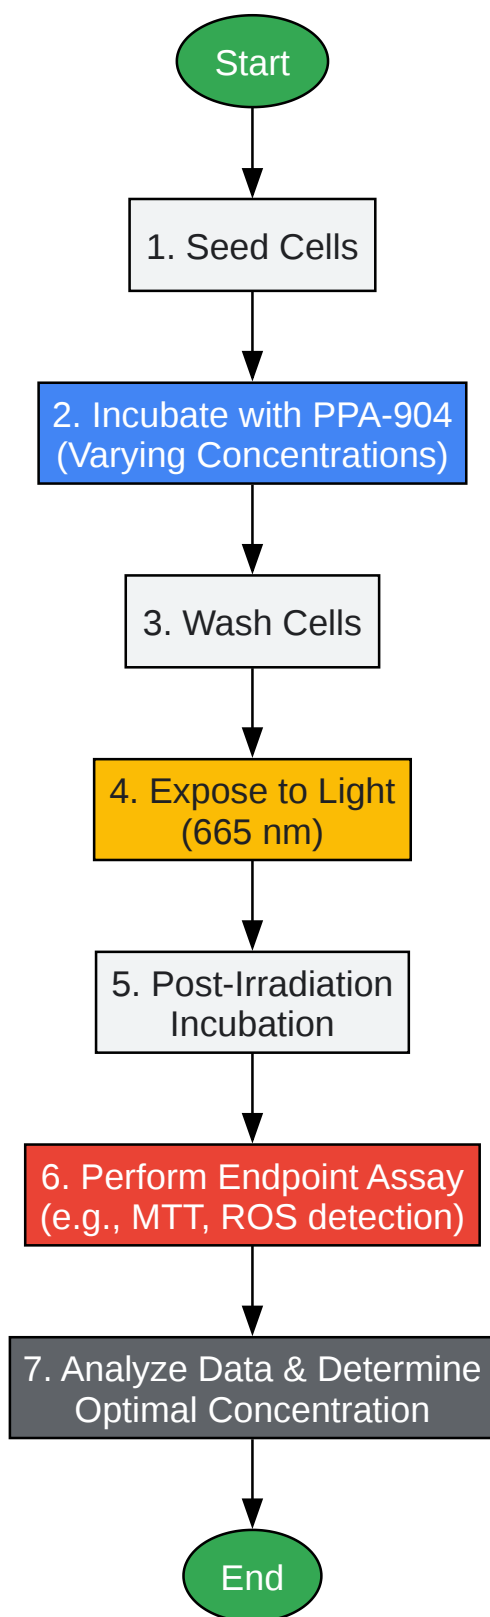 Start
1. Seed Cells
2. Incubate with PPA-904
(Varying Concentrations)
3. Wash Cells
4. Expose to Light
(665 nm)
5. Post-Irradiation
Incubation
6. Perform Endpoint Assay
(e.g., MTT, ROS detection)
7. Analyze Data & Determine
Optimal Concentration
End